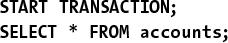 START TRANSACTION;
SELECT * FROM accounts;